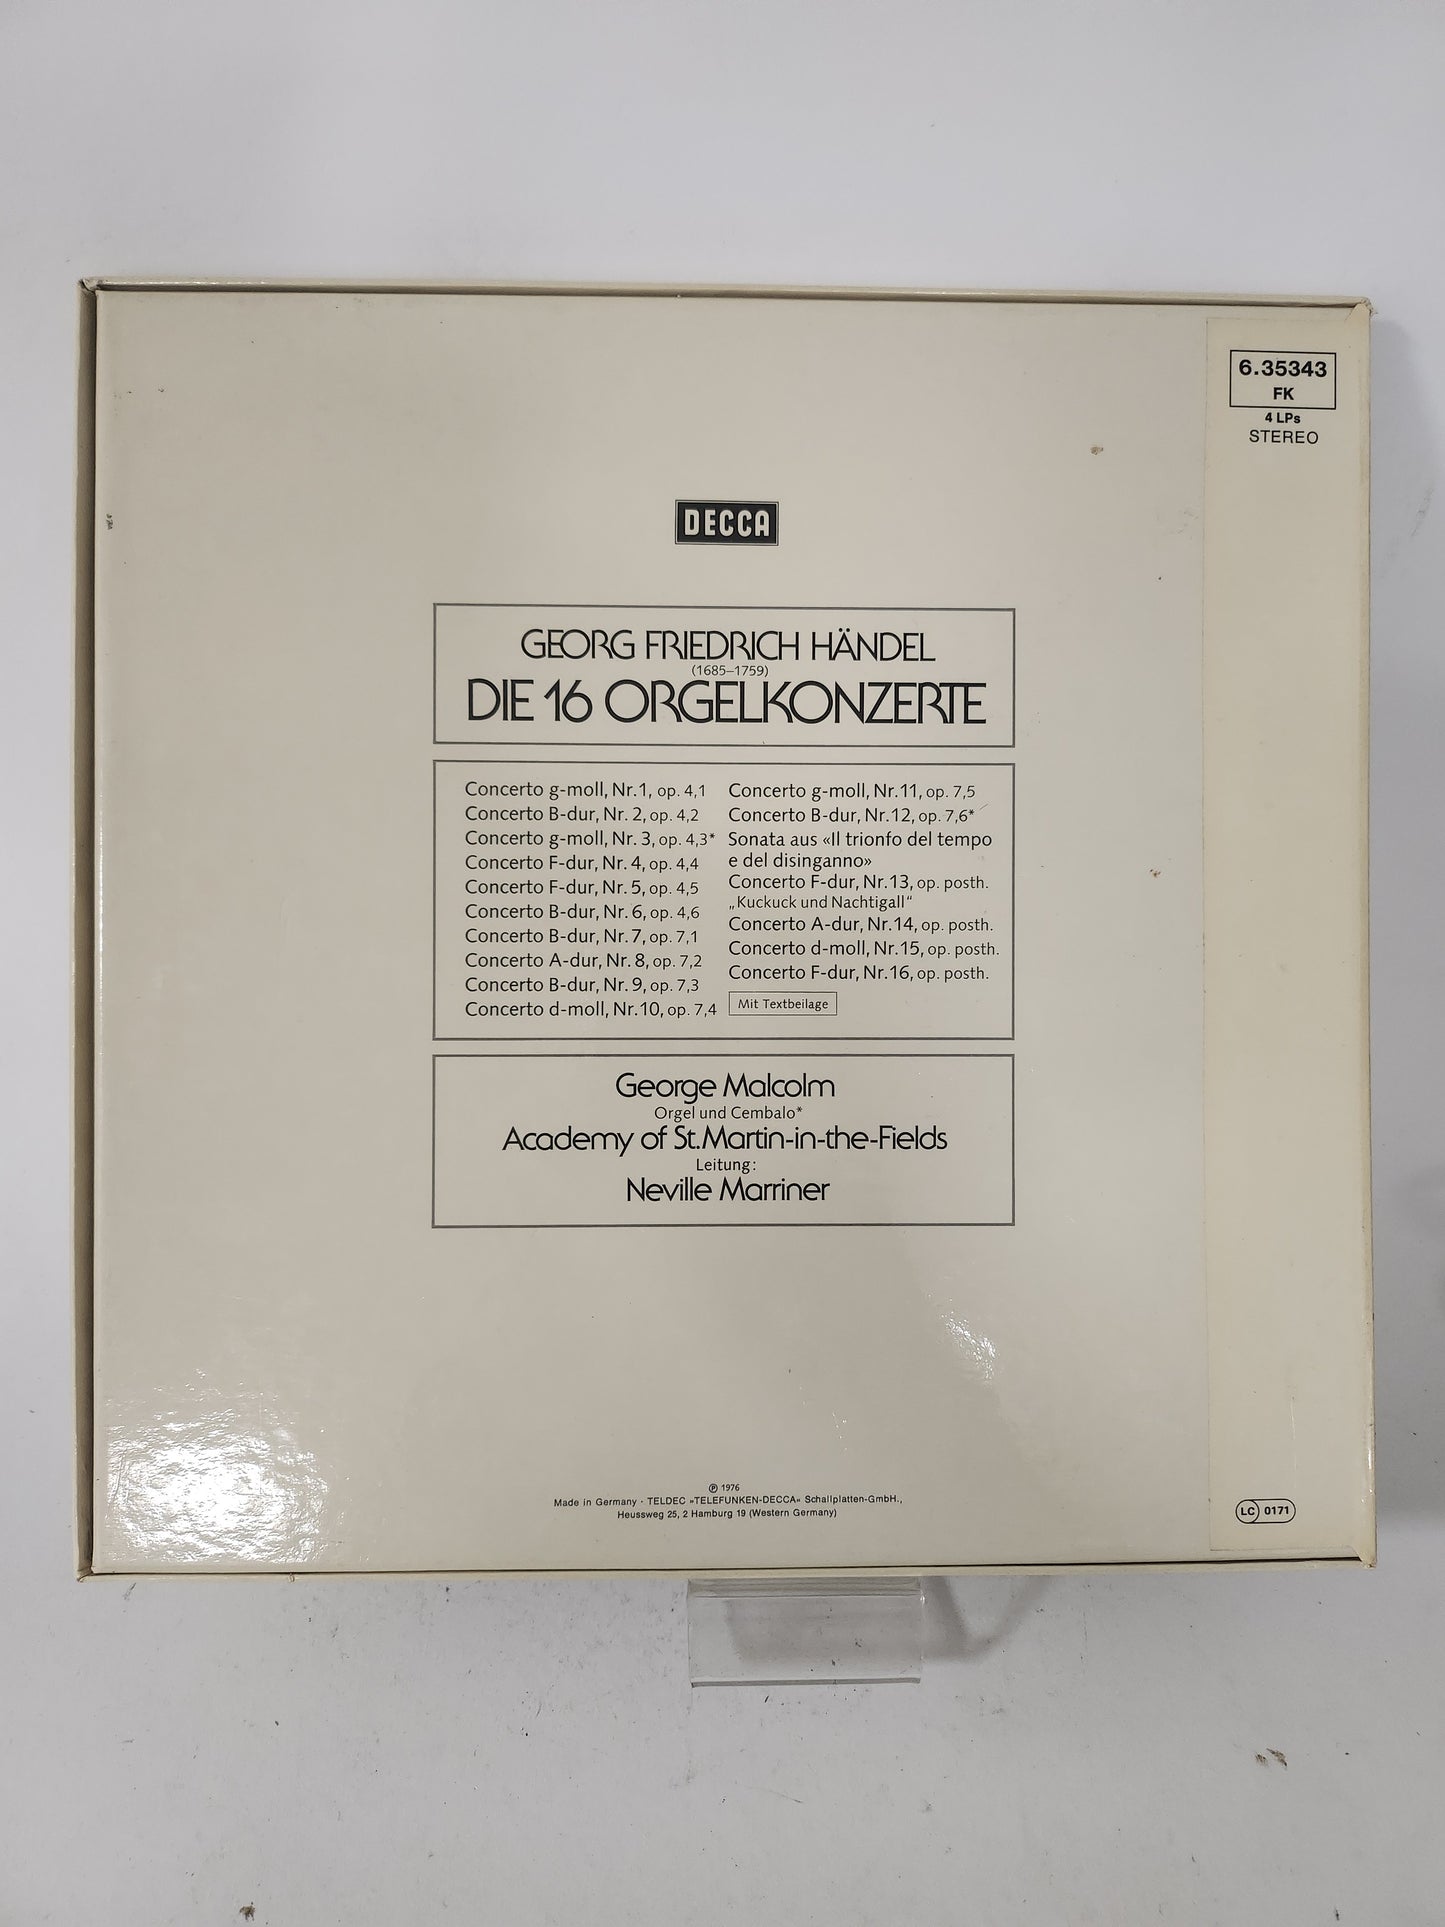 6.35343
FK
4 LPs
STEREO
DECCA
GEORG FRIEDRICH HÄNDEL
(1685–1759)
DIE 16 ORGELKONZERTE
Concerto g-moll, Nr. 1, op. 4,1
Concerto B-dur, Nr. 2, op. 4,2
Concerto g-moll, Nr. 3, op. 4,3*
Concerto F-dur, Nr. 4, op. 4,4
Concerto F-dur, Nr. 5, op. 4,5
Concerto B-dur, Nr. 6, op. 4,6
Concerto B-dur, Nr. 7, op. 7,1
Concerto A-dur, Nr. 8, op. 7,2
Concerto B-dur, Nr. 9, op. 7,3
Concerto d-moll, Nr. 10, op. 7,4
Concerto g-moll, Nr. 11, op. 7,5
Concerto B-dur, Nr. 12, op. 7,6*
Sonata aus «Il trionfo del tempo
e del disinganno»
Concerto F-dur, Nr. 13, op. posth.
„Kuckuck und Nachtigall“
Concerto A-dur, Nr. 14, op. posth.
Concerto d-moll, Nr. 15, op. posth.
Concerto F-dur, Nr. 16, op. posth.
Mit Textbeilage
George Malcolm
Orgel und Cembalo*
Academy of St. Martin-in-the-Fields
Leitung:
Neville Marriner
℗ 1976
Made in Germany · TELDEC »TELEFUNKEN-DECCA« Schallplatten-GmbH.,
Heussweg 25, 2 Hamburg 19 (Western Germany)
LC 0171